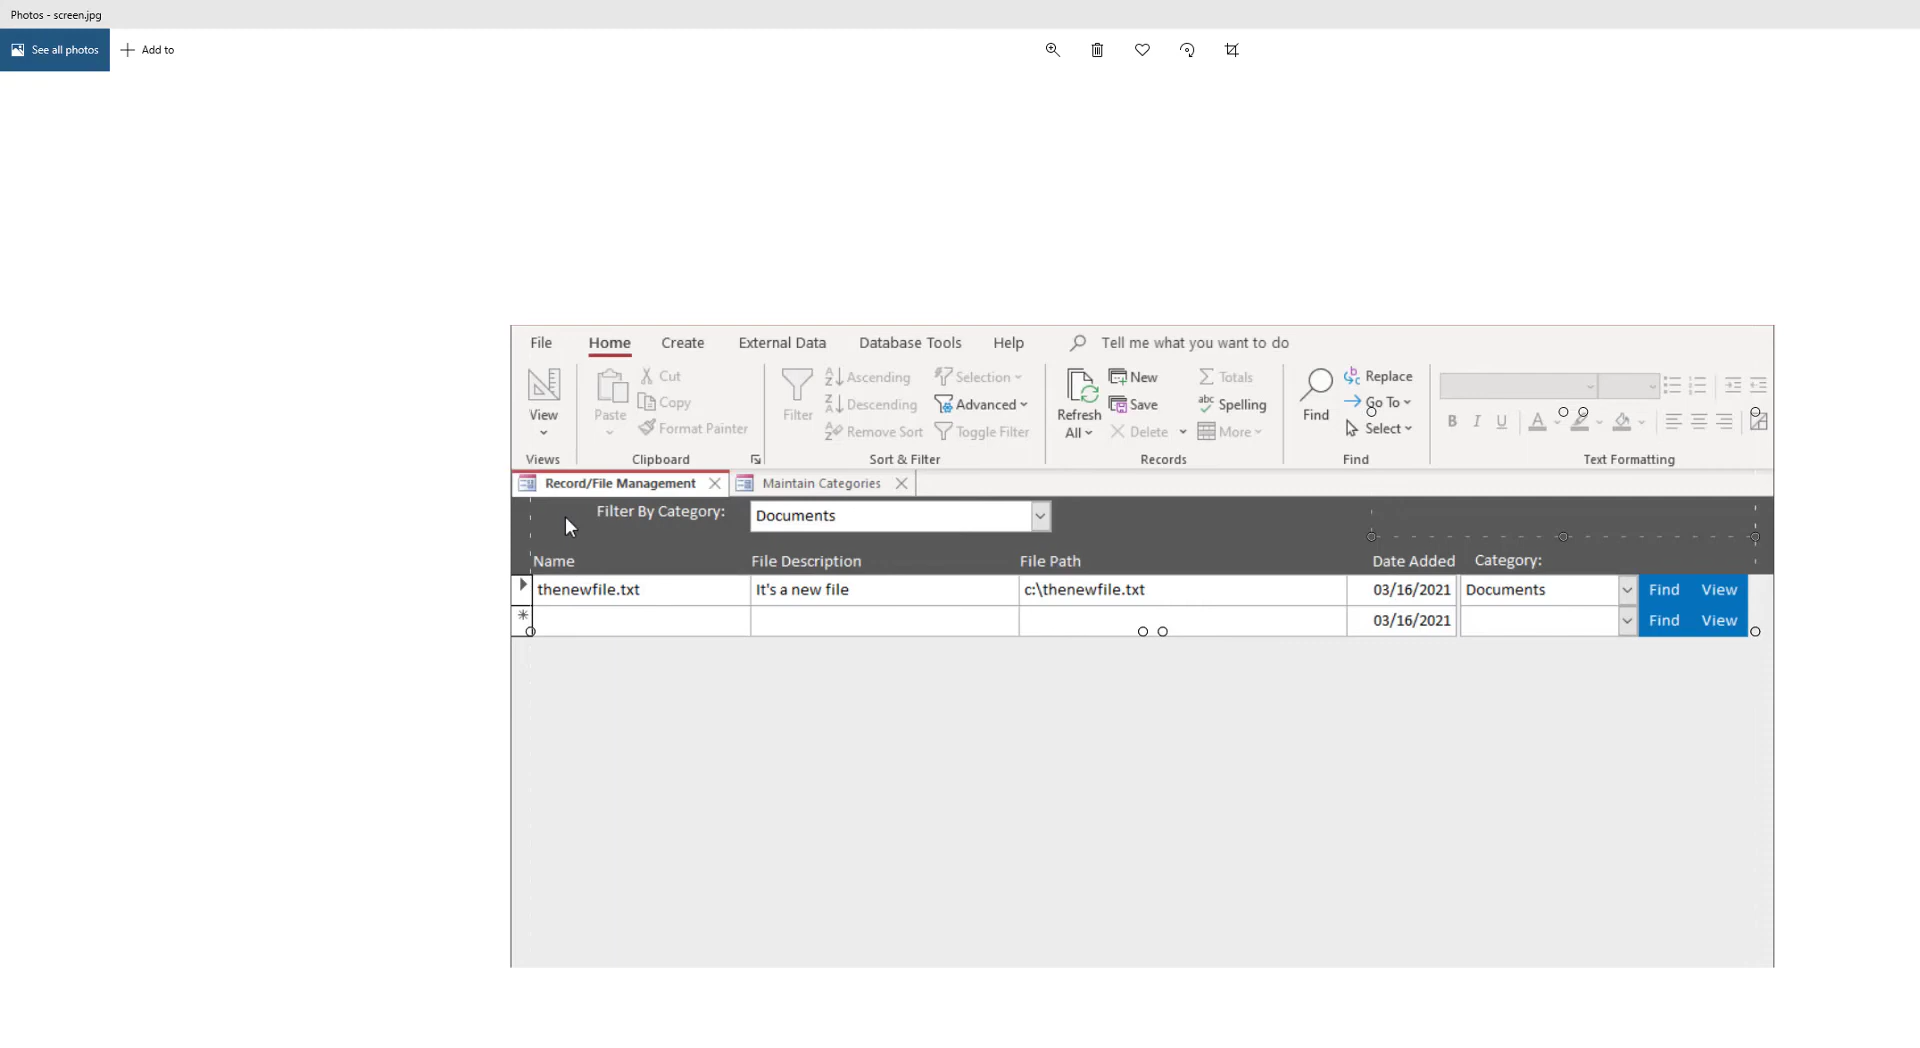 Photos - screen.jpg
See all photos
Add to
File Home Create External Data Database Tools Help Tell me what you want to do
View
Views
Paste
Cut
Copy
Format Painter
Clipboard
Filter
Ascending
Descending
Remove Sort
Selection
Advanced
Toggle Filter
Sort & Filter
Refresh
All
New
Save
Delete
Totals
Spelling
More
Records
Find
Replace
Go To
Select
Find
B I U A
Text Formatting
Record/File Management
Maintain Categories
Filter By Category: Documents
Name File Description File Path Date Added Category:
thenewfile.txt It's a new file c:\thenewfile.txt 03/16/2021 Documents Find View
03/16/2021 Find View